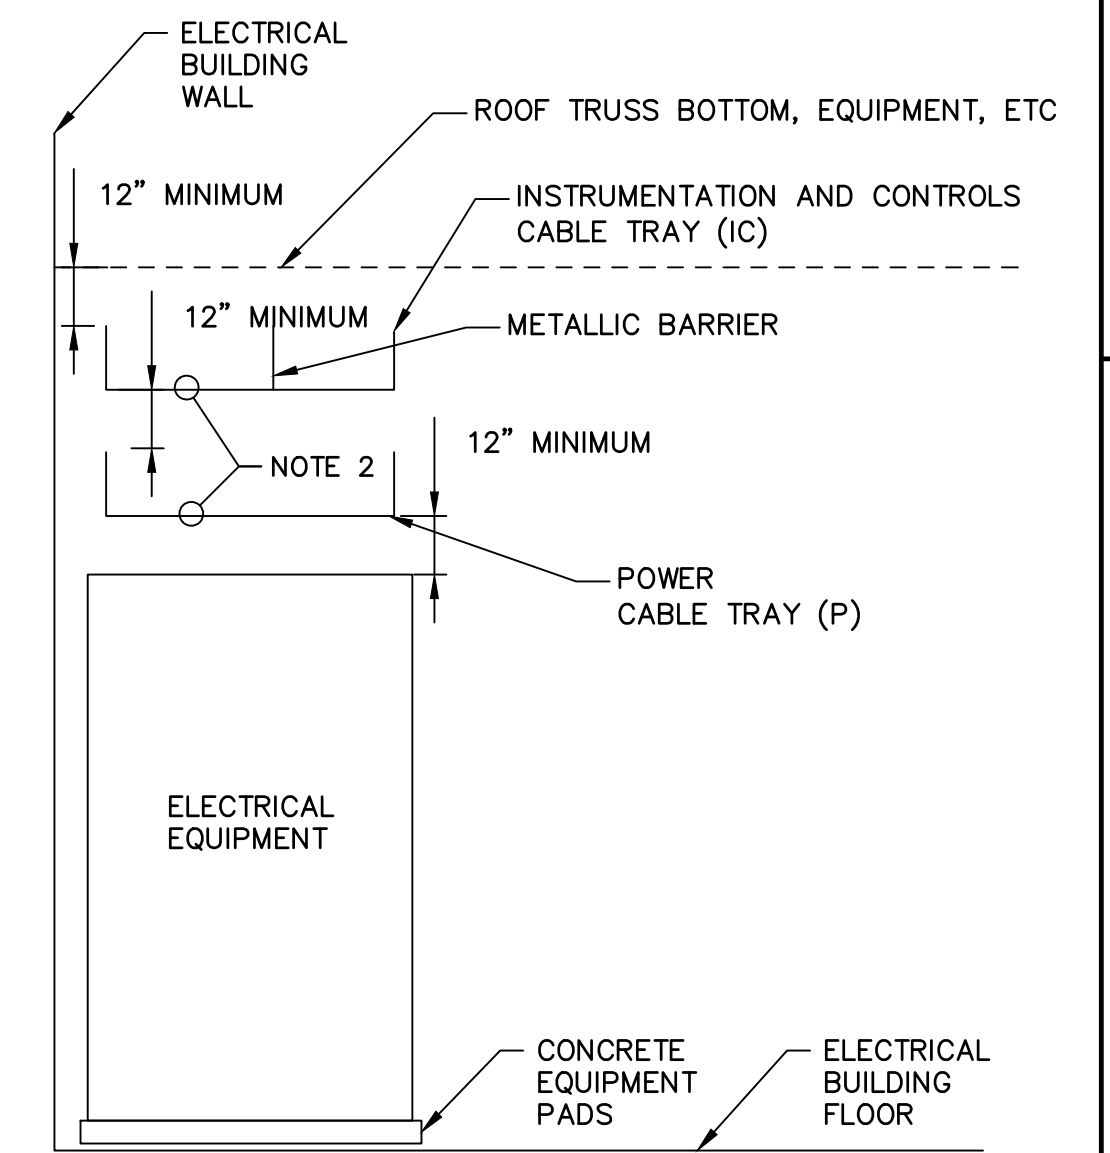 ELECTRICAL
BUILDING
WALL
ROOF TRUSS BOTTOM, EQUIPMENT, ETC
12” MINIMUM
INSTRUMENTATION AND CONTROLS
CABLE TRAY (IC)
12” MINIMUM
METALLIC BARRIER
12” MINIMUM
NOTE 2
POWER
CABLE TRAY (P)
ELECTRICAL
EQUIPMENT
CONCRETE
EQUIPMENT
PADS
ELECTRICAL
BUILDING
FLOOR